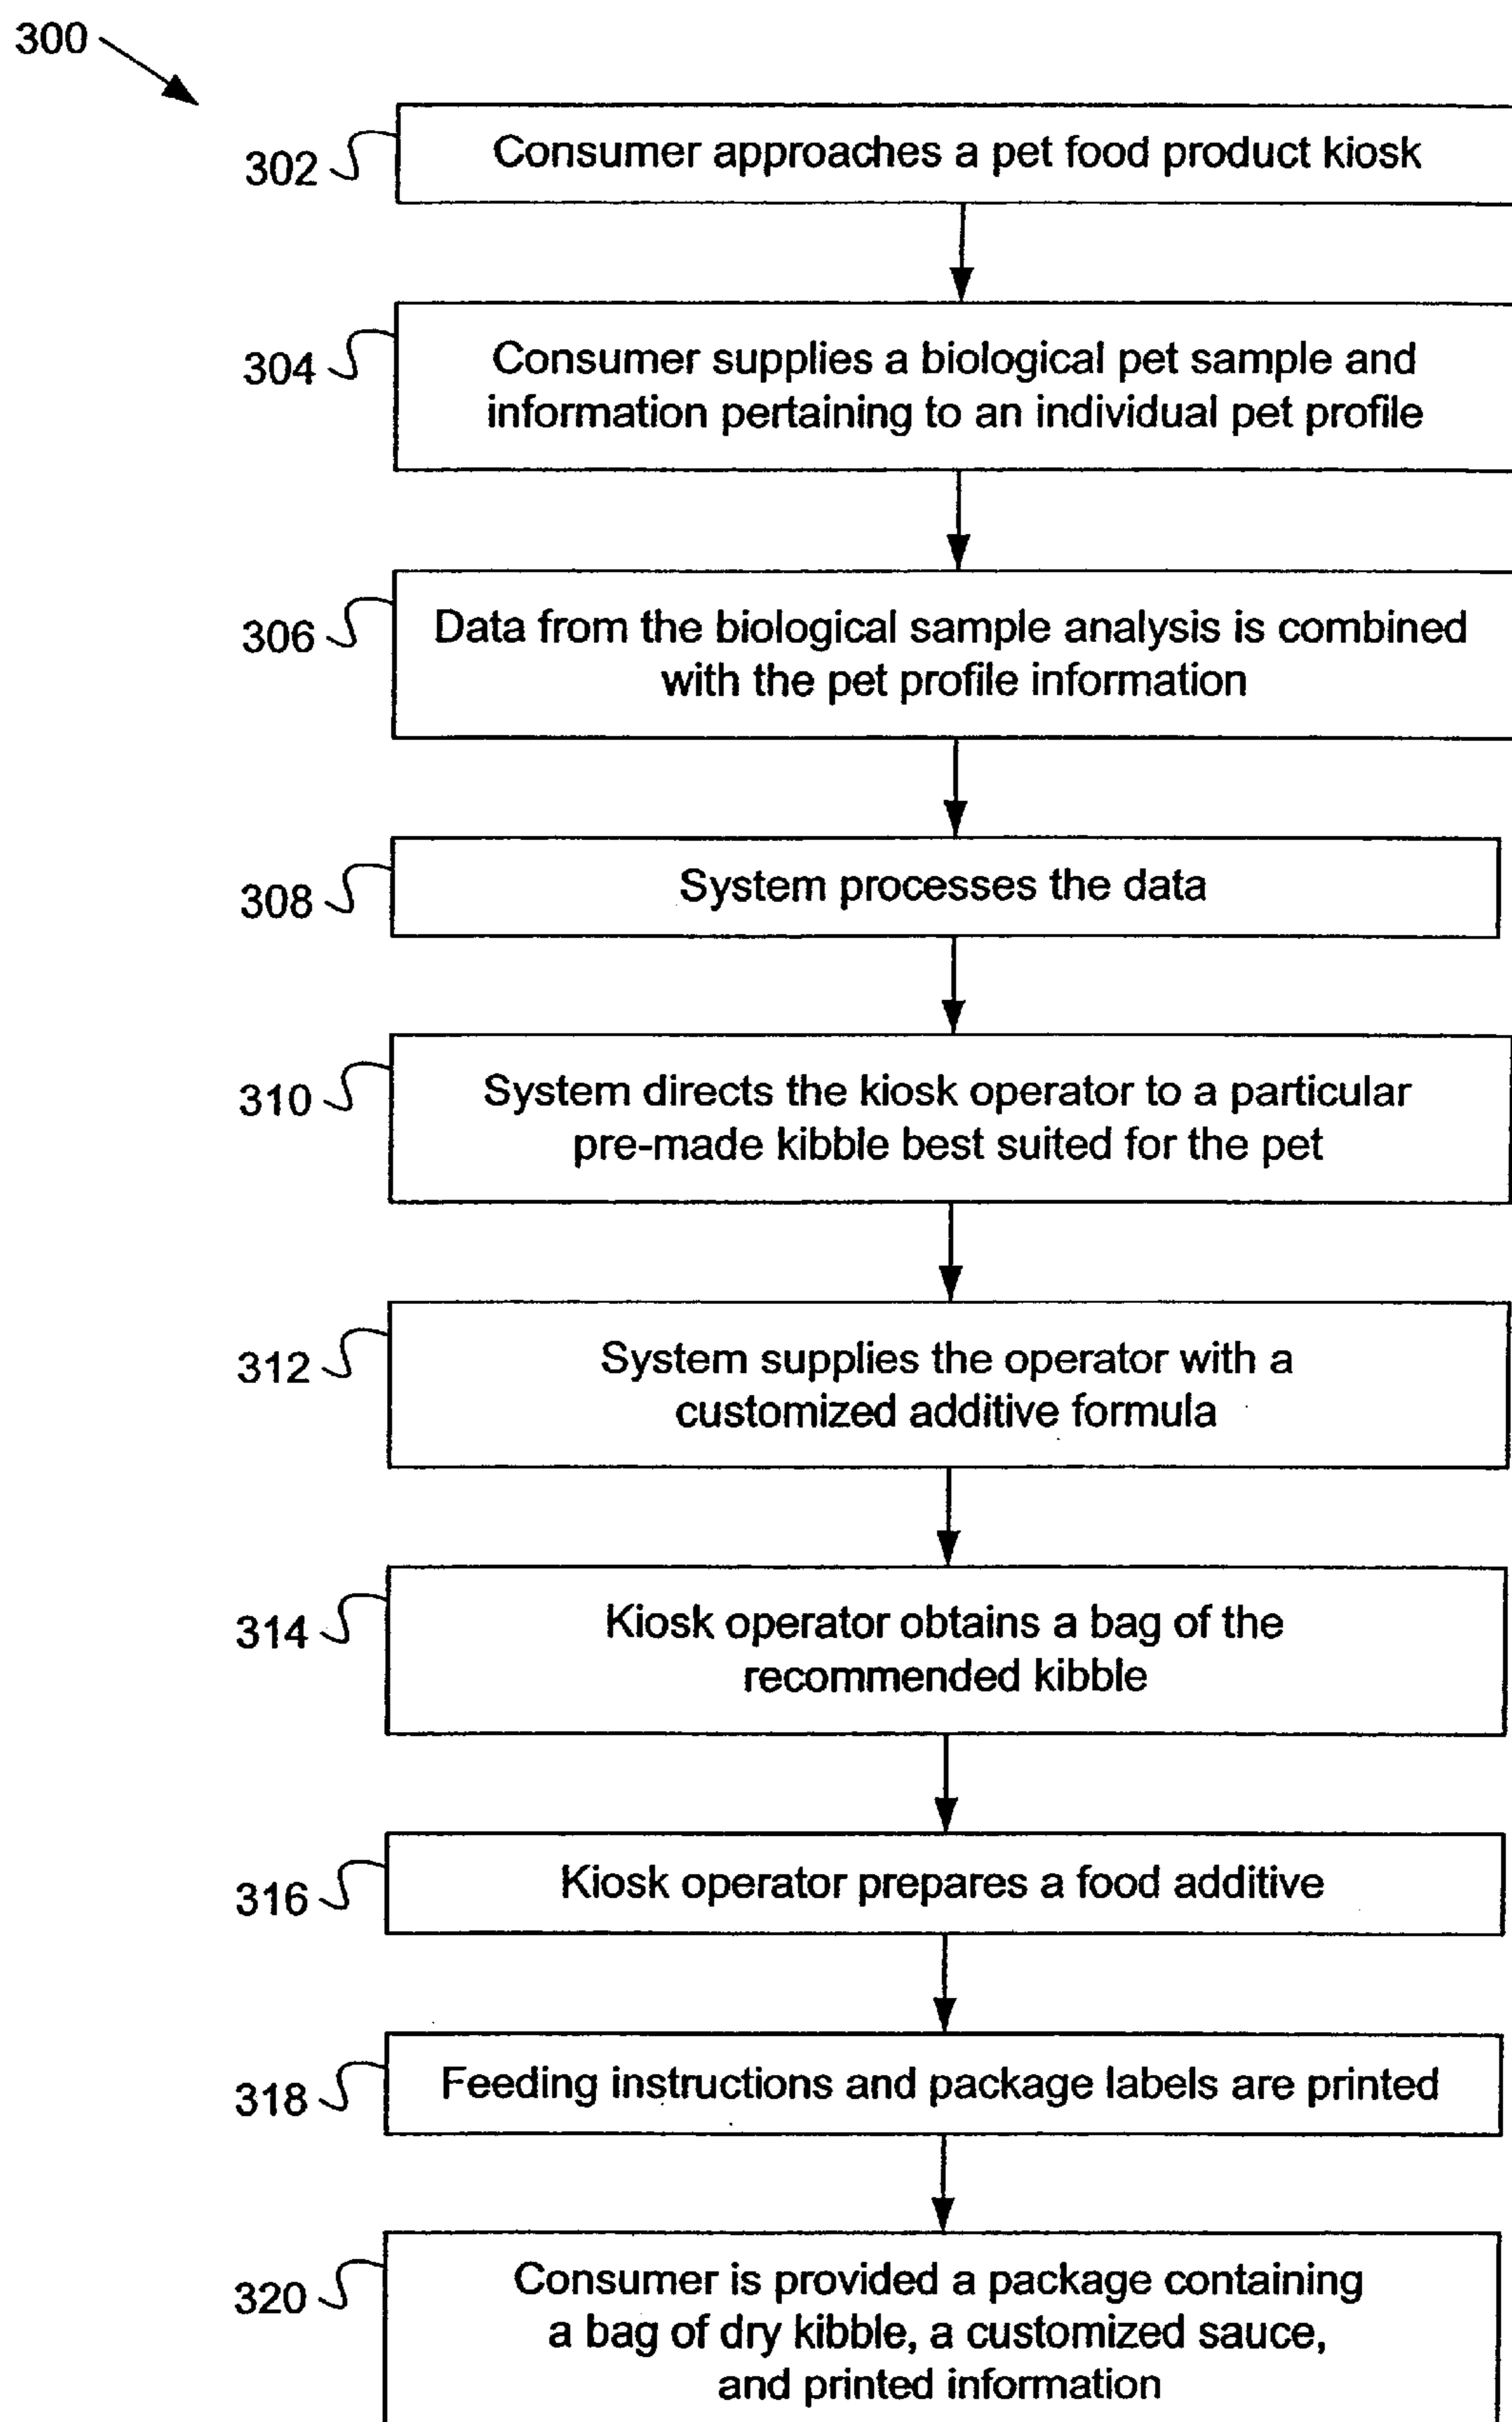 300
302
Consumer approaches a pet food product kiosk
304
Consumer supplies a biological pet sample and
information pertaining to an individual pet profile
306
Data from the biological sample analysis is combined
with the pet profile information
308
System processes the data
310
System directs the kiosk operator to a particular
pre-made kibble best suited for the pet
312
System supplies the operator with a
customized additive formula
314
Kiosk operator obtains a bag of the
recommended kibble
316
Kiosk operator prepares a food additive
318
Feeding instructions and package labels are printed
320
Consumer is provided a package containing
a bag of dry kibble, a customized sauce,
and printed information